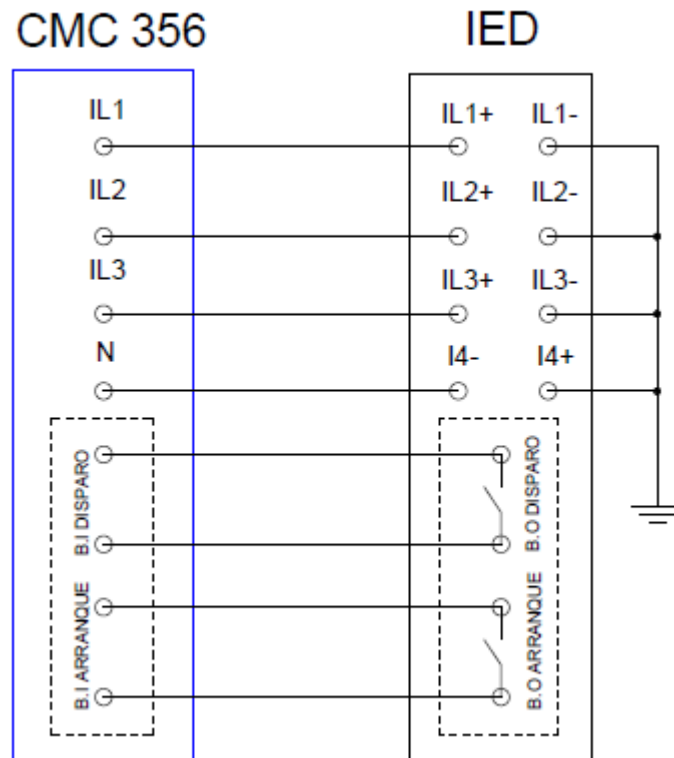 CMC 356
IED
IL1
IL1+
IL1-
IL2
IL2+
IL2-
IL3
IL3+
IL3-
N
I4-
I4+
B.I DISPARO
B.O DISPARO
B.I ARRANQUE
B.O ARRANQUE